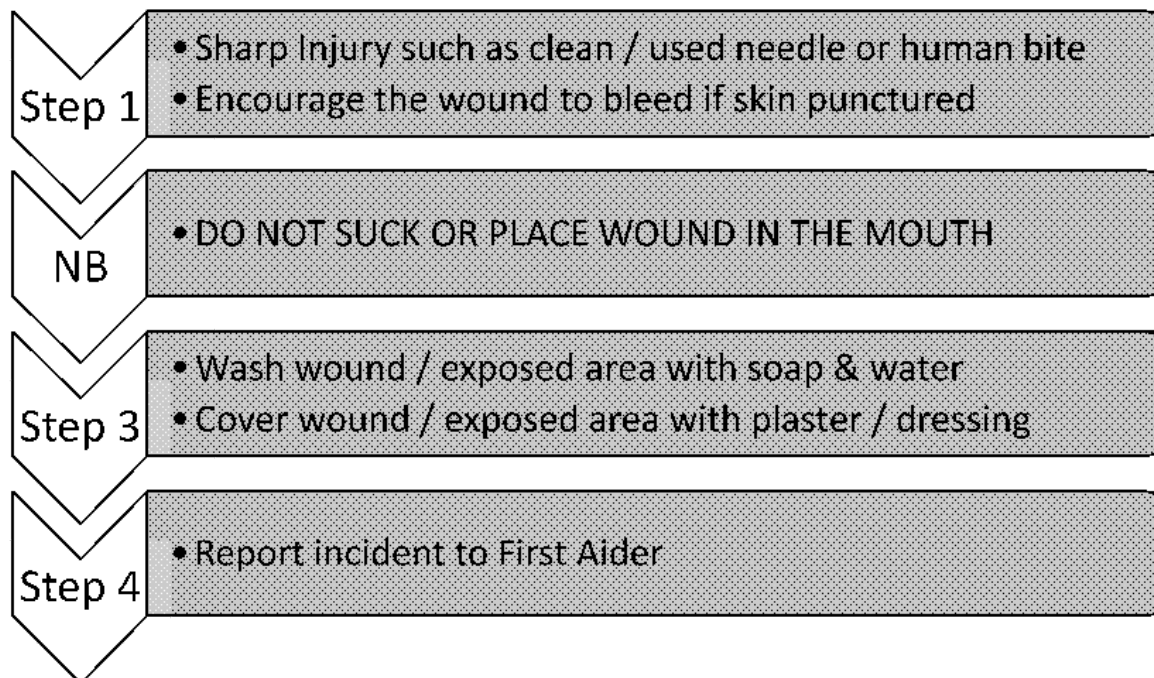 Step 1
• Sharp Injury such as clean / used needle or human bite
• Encourage the wound to bleed if skin punctured
NB
• DO NOT SUCK OR PLACE WOUND IN THE MOUTH
Step 3
• Wash wound / exposed area with soap & water
• Cover wound / exposed area with plaster / dressing
Step 4
• Report incident to First Aider